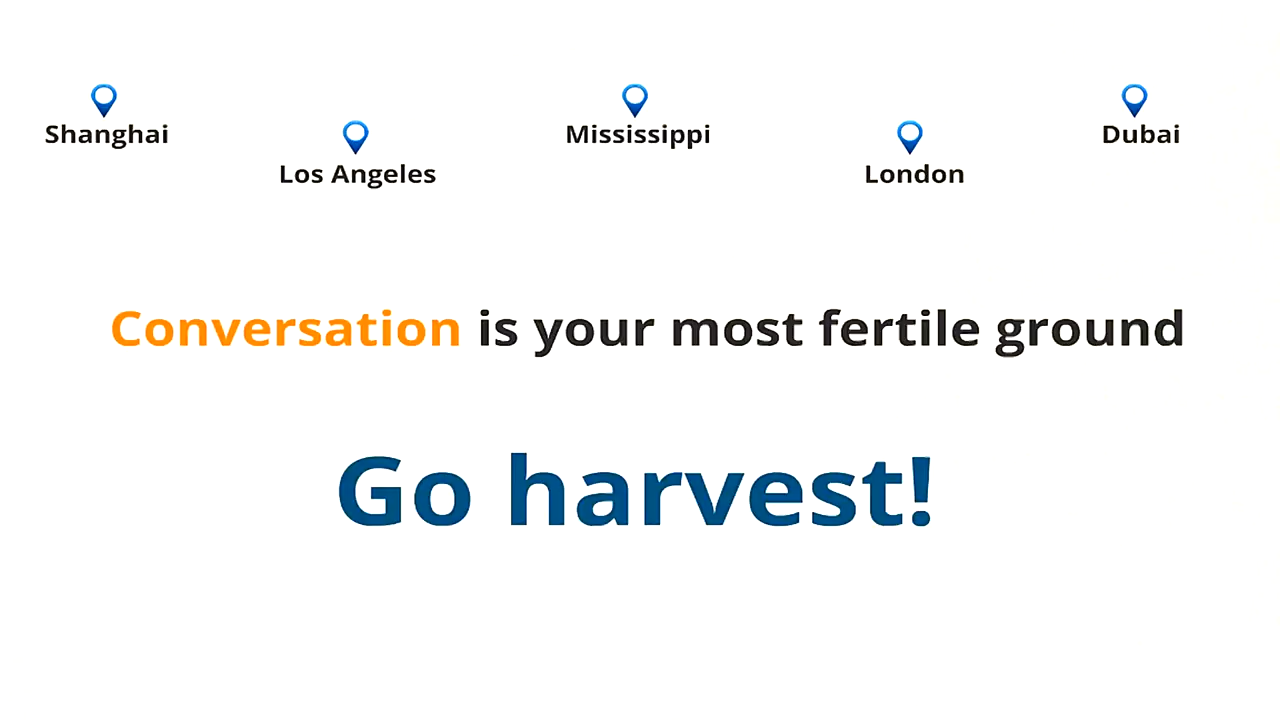 Shanghai
Los Angeles
Mississippi
London
Dubai
Conversation is your most fertile ground
Go harvest!